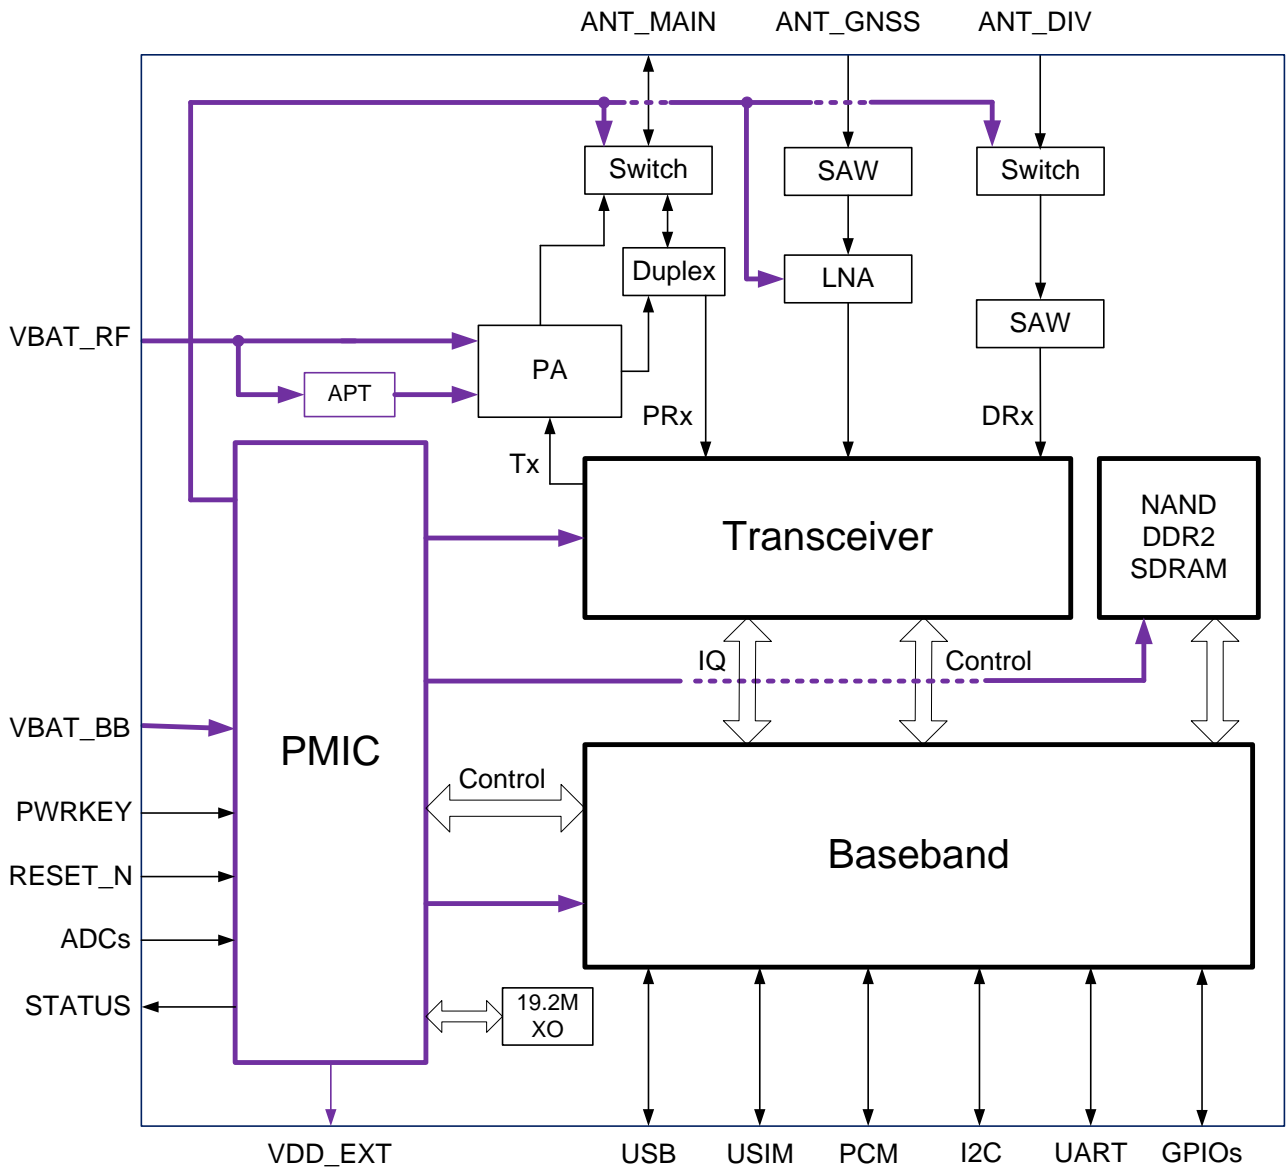 ANT_MAIN
ANT_GNSS
ANT_DIV
Switch
SAW
Switch
Duplex
LNA
SAW
VBAT_RF
PA
APT
PRx
DRx
Tx
Transceiver
NAND
DDR2
SDRAM
IQ
Control
VBAT_BB
PMIC
Control
PWRKEY
Baseband
RESET_N
ADCs
STATUS
19.2M
XO
VDD_EXT
USB
USIM
PCM
I2C
UART
GPIOs